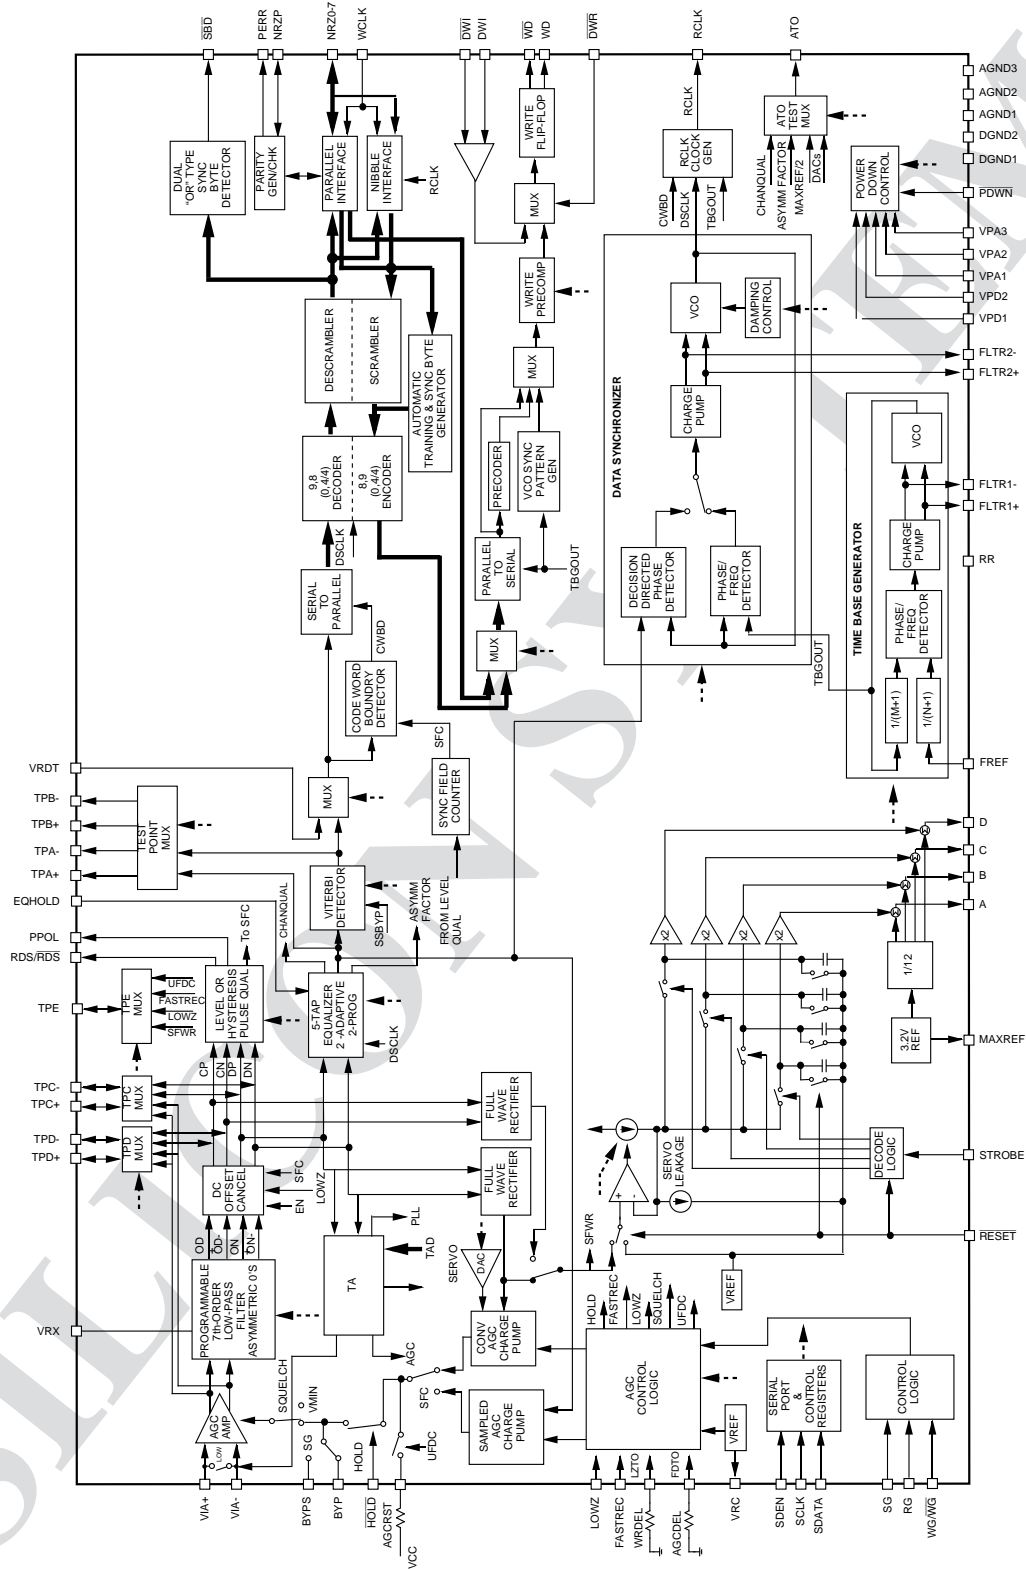 SBD
PERR
NRZP
NRZ0-7
WCLK
DWI
DWI
WD
WD
DWR
RCLK
ATO
AGND3
AGND2
AGND1
DGND2
DGND1
PDWN
VPA3
VPA2
VPA1
VPD2
VPD1
FLTR2-
FLTR2+
FLTR1-
FLTR1+
RR
FREF
D
C
B
A
MAXREF
STROBE
RESET
VRDT
TPB-
TPB+
TPA-
TPA+
EQHOLD
PPOL
RDS/RDS
TPE
TPC-
TPC+
TPD-
TPD+
VRX
VIA+
VIA-
BYPS
BYP
HOLD
AGCRST
VCC
LOWZ
FASTREC
WRDEL
AGCDEL
VRC
SDEN
SCLK
SDATA
SG
RG
WG/WG
DUAL
"OR" TYPE
SYNC
BYTE
DETECTOR
PARITY
GEN/CHK
PARALLEL
INTERFACE
NIBBLE
INTERFACE
RCLK
DESCRAMBLER
SCRAMBLER
AUTOMATIC
TRAINING & SYNC BYTE
GENERATOR
9,8
(0,4/4)
DECODER
8,9
(0,4/4)
ENCODER
DSCLK
SERIAL
TO
PARALLEL
CWBD
CODE WORD
BOUNDRY
DETECTOR
SFC
SYNC FIELD
COUNTER
MUX
WRITE
FLIP-FLOP
MUX
WRITE
PRECOMP
MUX
PRECODER
VCO SYNC
PATTERN
GEN
PARALLEL
TO
SERIAL
TBGOUT
MUX
RCLK
RCLK
CLOCK
GEN
CWBD
DSCLK
TBGOUT
ATO
TEST
MUX
CHANQUAL
ASYMM FACTOR
MAXREF/2
DACs
POWER
DOWN
CONTROL
DATA SYNCHRONIZER
VCO
DAMPING
CONTROL
CHARGE
PUMP
DECISION
DIRECTED
PHASE
DETECTOR
PHASE/
FREQ
DETECTOR
TBGOUT
TIME BASE GENERATOR
VCO
CHARGE
PUMP
PHASE/
FREQ
DETECTOR
1/(M+1)
1/(N+1)
TEST
POINT
MUX
VITERBI
DETECTOR
SSBYP
ASYMM
FACTOR
FROM LEVEL
QUAL
CHANQUAL
To SFC
LEVEL OR
HYSTERESIS
PULSE QUAL
5-TAP
EQUALIZER
2 -ADAPTIVE
2-PROG
DSCLK
TPE
MUX
UFDC
FASTREC
LOWZ
SFWR
TPC
MUX
TPD
MUX
CP
CN
DP
DN
DC
OFFSET
CANCEL
SFC
LOWZ
EN
OD
+OD-
ON
+ON-
PROGRAMMABLE
7th-ORDER
LOW-PASS
FILTER
ASYMMETRIC 0'S
AGC
AMP
LOW
SQUELCH
VMIN
SG
HOLD
UFDC
SFC
AGC
TA
PLL
TAD
FULL
WAVE
RECTIFIER
FULL
WAVE
RECTIFIER
SERVO
DAC
CONV
AGC
CHARGE
PUMP
SAMPLED
AGC
CHARGE
PUMP
SFWR
HOLD
FASTREC
LOWZ
SQUELCH
UFDC
AGC
CONTROL
LOGIC
LZTO
FDTO
VREF
VREF
SERIAL
PORT
&
CONTROL
REGISTERS
CONTROL
LOGIC
+
-
SERVO
LEAKAGE
DECODE
LOGIC
x2
x2
x2
x2
1/12
3.2V
REF